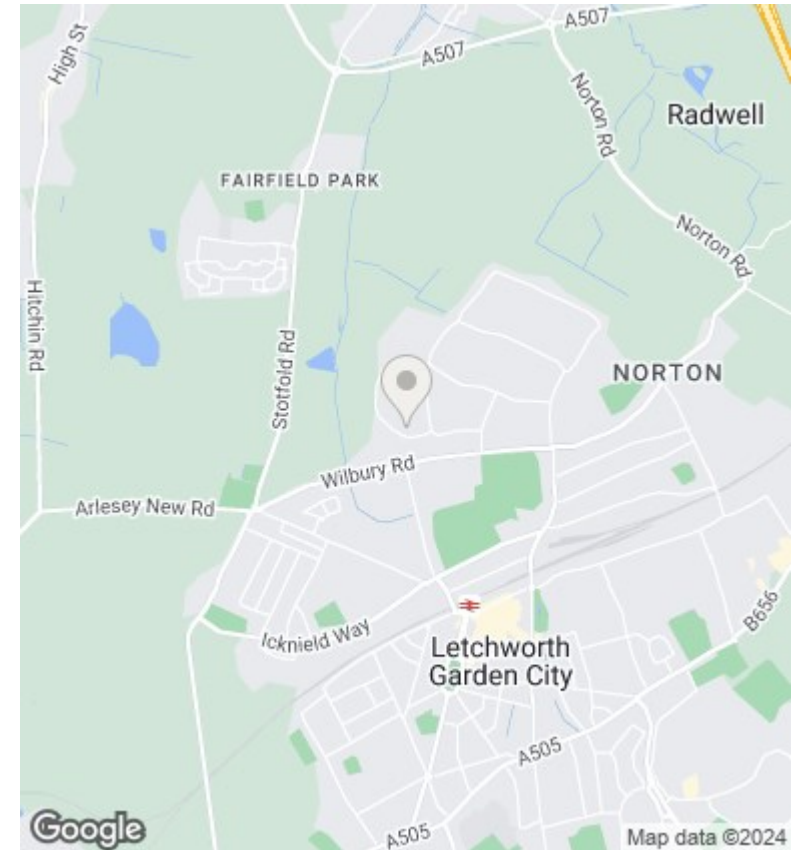 A507
A507
High St
Norton Rd
Radwell
FAIRFIELD PARK
Norton Rd
Hitchin Rd
Stotfold Rd
NORTON
Wilbury Rd
Arlesey New Rd
B656
Icknield Way
Letchworth
Garden City
A505
A505
Google
Map data ©2024